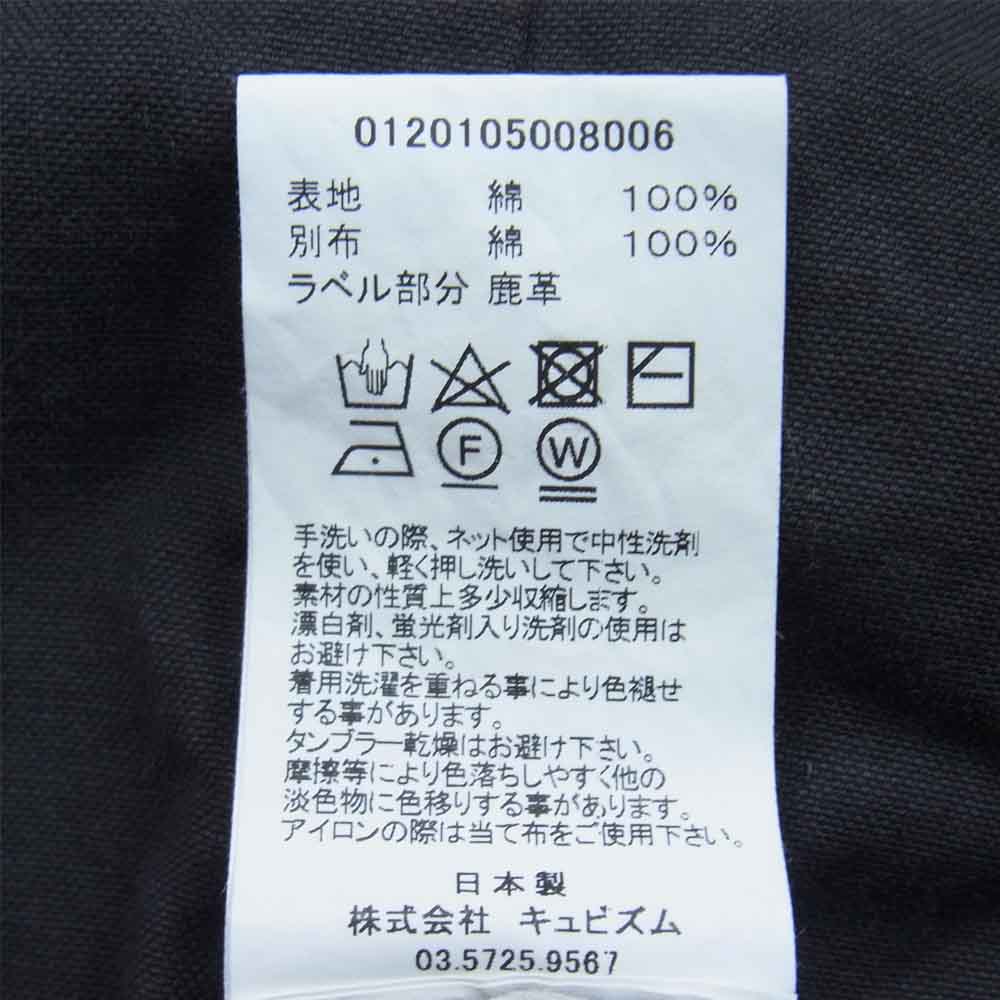 0120105008006
表地 綿 100%
別布 綿 100%
ラベル部分 鹿革
F W
手洗いの際、ネット使用で中性洗剤
を使い、軽く押し洗いして下さい。
素材の性質上多少収縮します。
漂白剤、蛍光剤入り洗剤の使用は
お避け下さい。
着用洗濯を重ねる事により色褪せ
する事があります。
タンブラー乾燥はお避け下さい。
摩擦等により色落ちしやすく他の
淡色物に色移りする事があります。
アイロンの際は当て布をご使用下さい。
日本製
株式会社 キュビズム
03.5725.9567